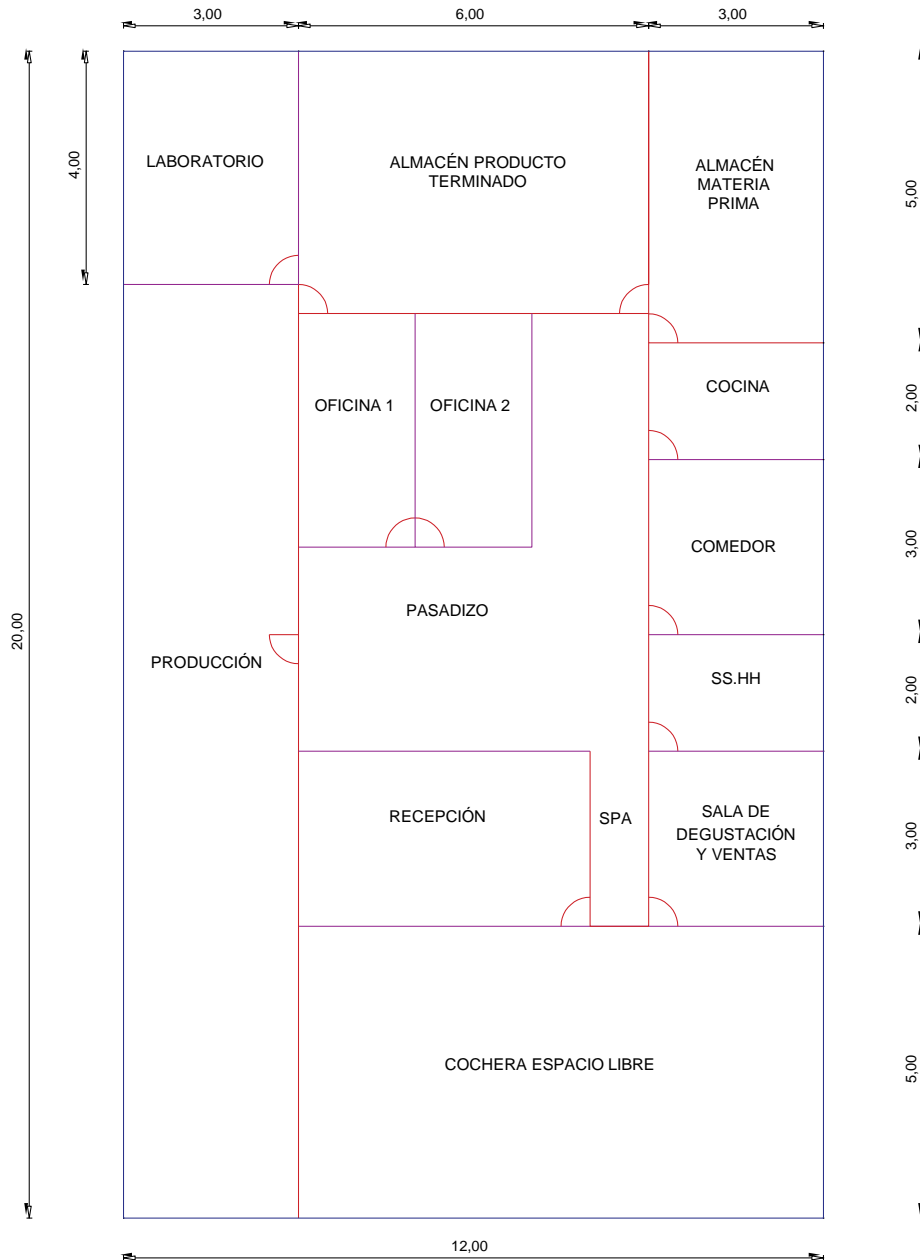 3,00
6,00
3,00
4,00
LABORATORIO
ALMACÉN PRODUCTO
TERMINADO
ALMACÉN
MATERIA
PRIMA
5,00
OFICINA 1
OFICINA 2
COCINA
2,00
COMEDOR
3,00
20,00
PASADIZO
PRODUCCIÓN
SS.HH
2,00
RECEPCIÓN
SPA
SALA DE
DEGUSTACIÓN
Y VENTAS
3,00
COCHERA ESPACIO LIBRE
5,00
12,00